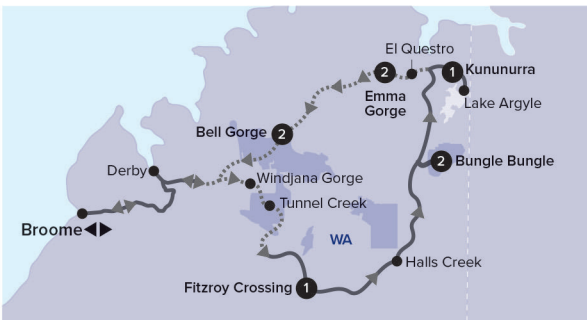 El Questro
2
1 Kununurra
Emma
Gorge
Lake Argyle
Bell Gorge 2
2 Bungle Bungle
Derby
Windjana Gorge
Tunnel Creek
Broome
WA
Halls Creek
Fitzroy Crossing 1